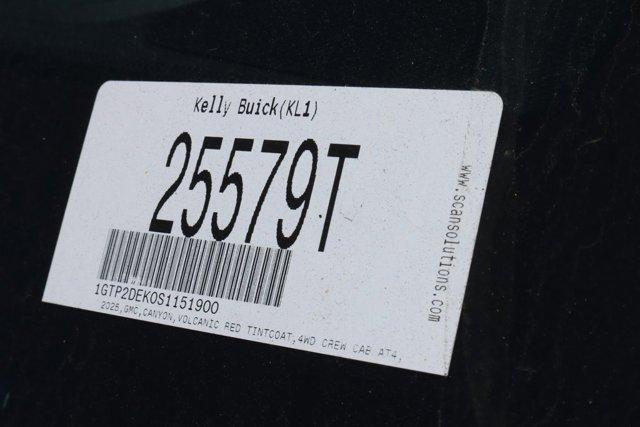 Kelly Buick(KL1)
25579T
1GTP2DEK0S1151900
2025,GMC,CANYON,VOLCANIC RED TINTCOAT,4WD CREW CAB AT4,
www.scansolutions.com